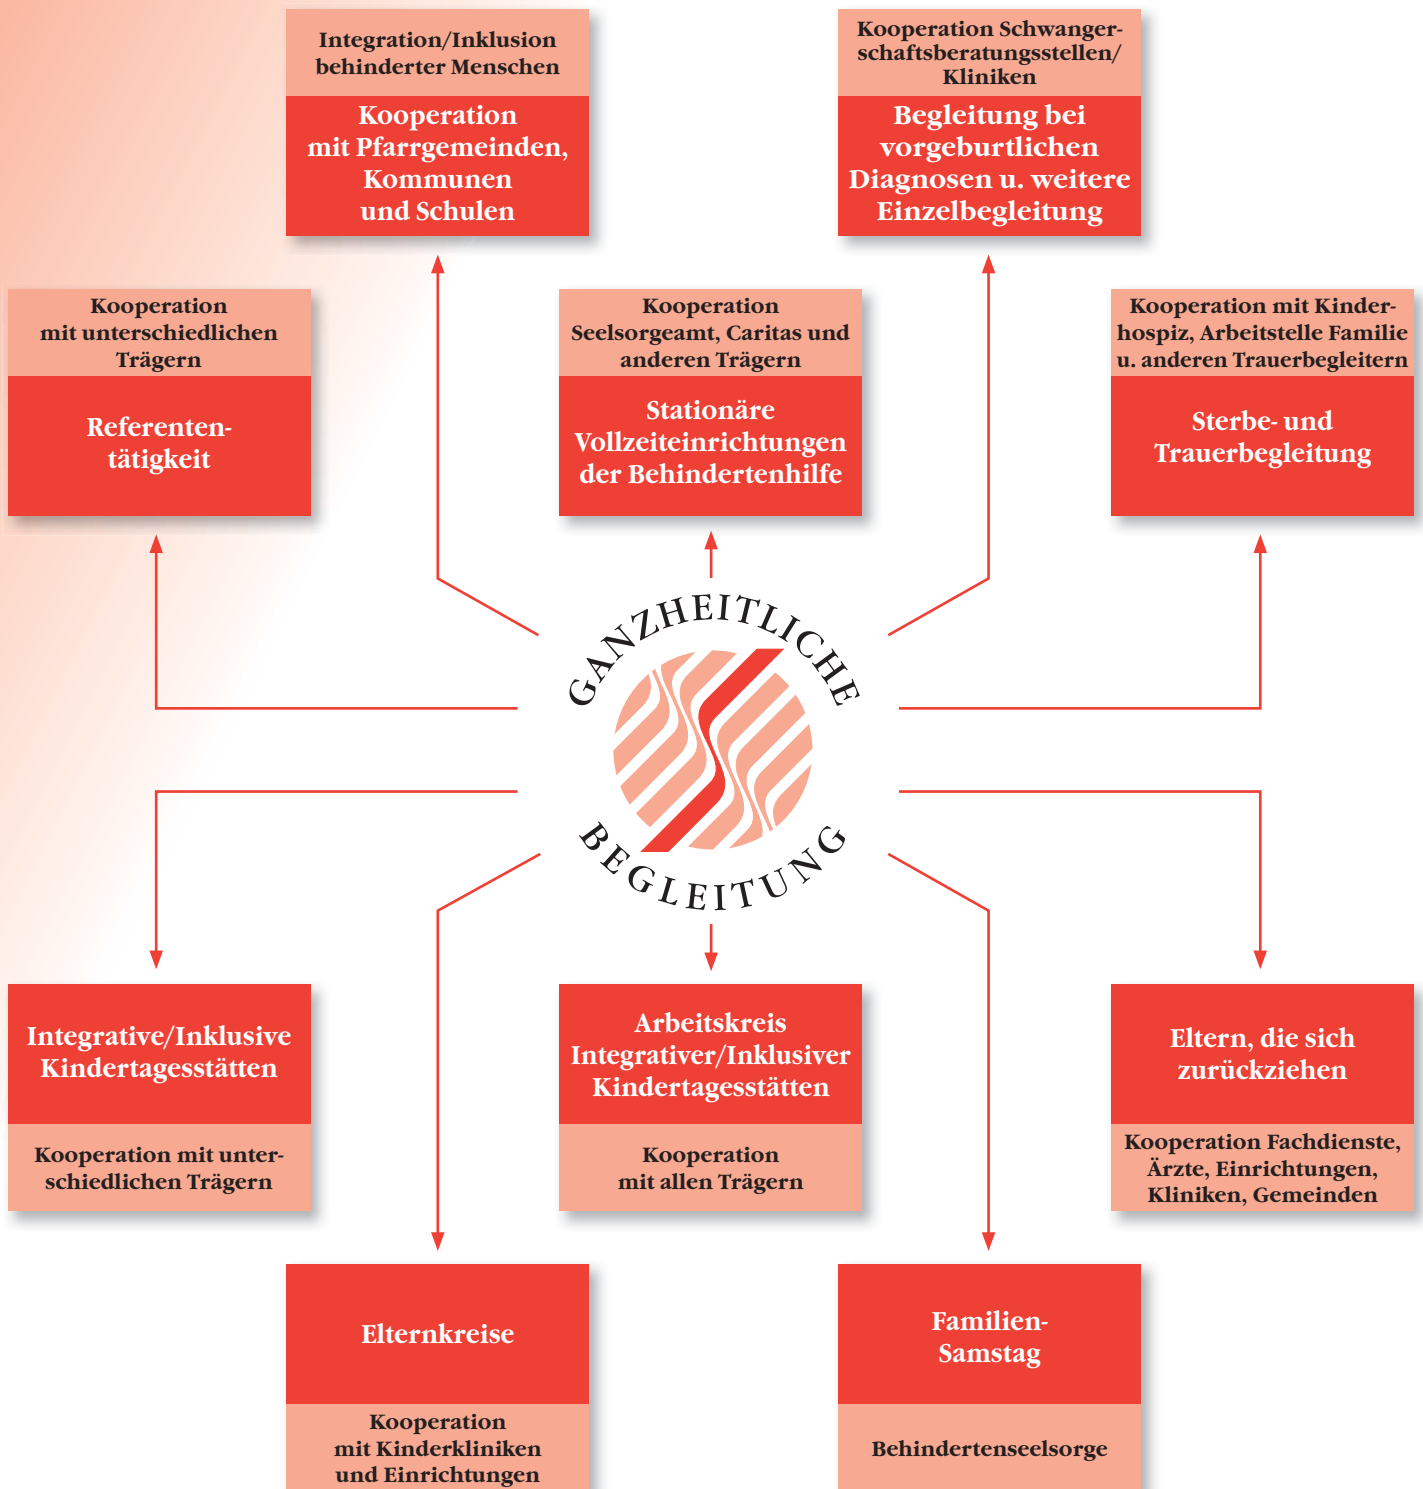 Integration/Inklusion
behinderter Menschen
Kooperation
mit Pfarrgemeinden,
Kommunen
und Schulen
Kooperation Schwanger-
schaftsberatungsstellen/
Kliniken
Begleitung bei
vorgeburtlichen
Diagnosen u. weitere
Einzelbegleitung
Kooperation
mit unterschiedlichen
Trägern
Referenten-
tätigkeit
Kooperation
Seelsorgeamt, Caritas und
anderen Trägern
Stationäre
Vollzeiteinrichtungen
der Behindertenhilfe
Kooperation mit Kinder-
hospiz, Arbeitstelle Familie
u. anderen Trauerbegleitern
Sterbe- und
Trauerbegleitung
GANZHEITLICHE
BEGLEITUNG
Integrative/Inklusive
Kindertagesstätten
Kooperation mit unter-
schiedlichen Trägern
Arbeitskreis
Integrativer/Inklusiver
Kindertagesstätten
Kooperation
mit allen Trägern
Eltern, die sich
zurückziehen
Kooperation Fachdienste,
Ärzte, Einrichtungen,
Kliniken, Gemeinden
Elternkreise
Kooperation
mit Kinderkliniken
und Einrichtungen
Familien-
Samstag
Behindertenseelsorge